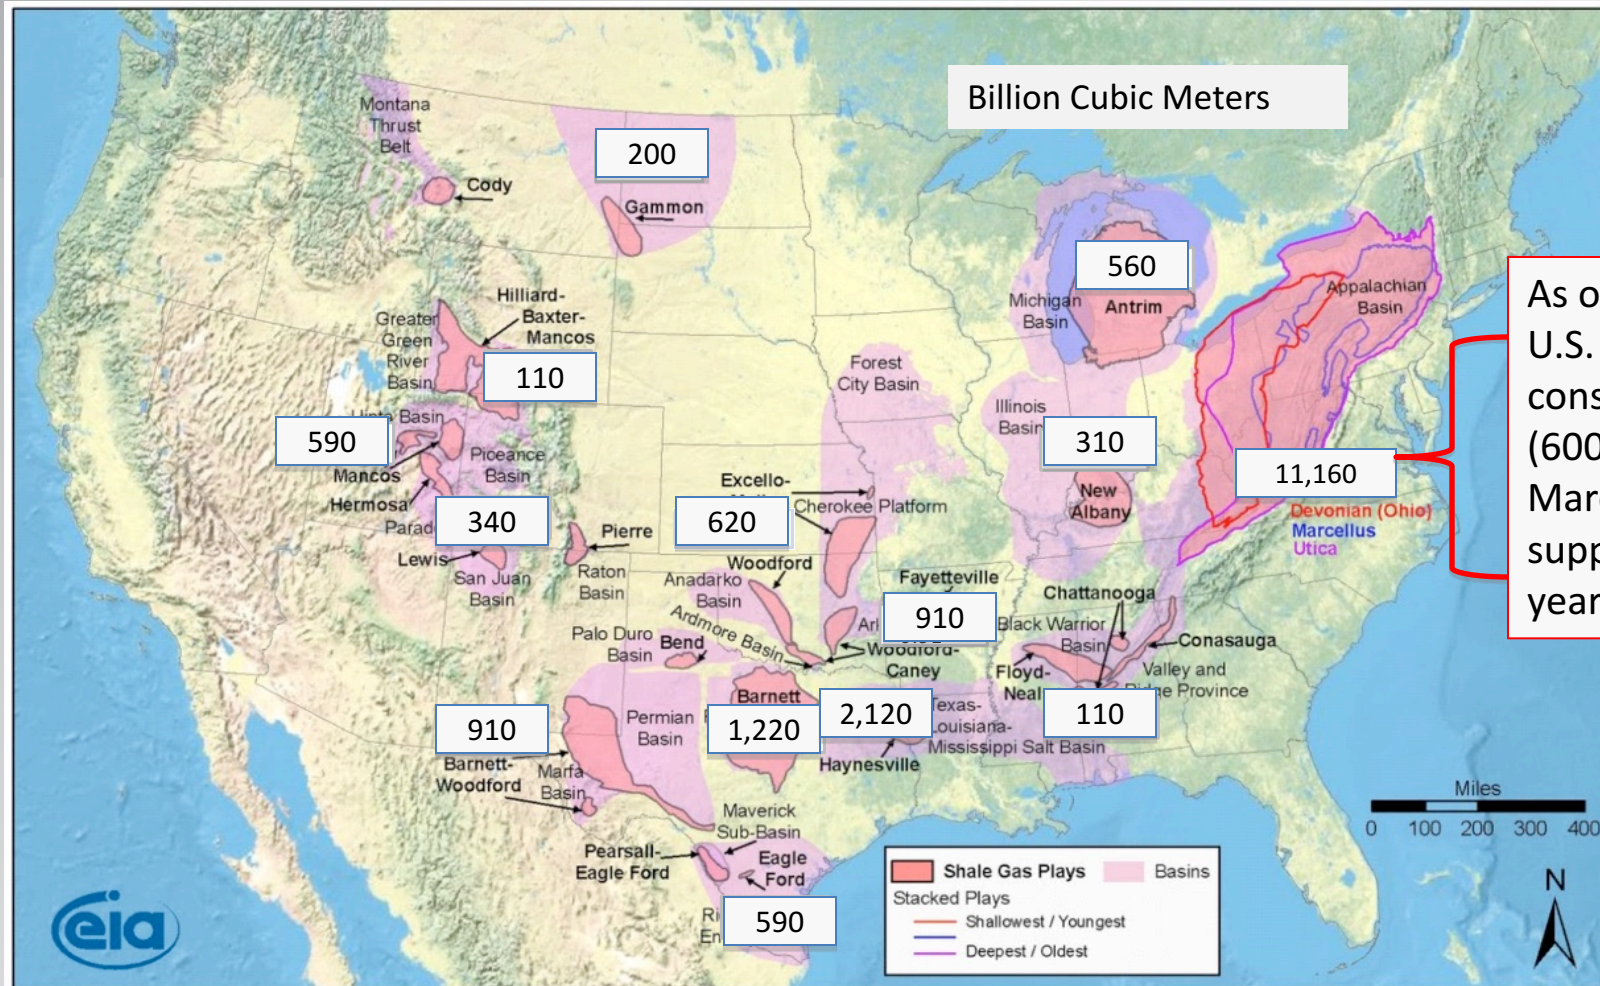 Billion Cubic Meters
Montana
Thrust
Belt
Cody
200
Gammon
560
Michigan
Basin
Antrim
Appalachian
Basin
Hilliard-
Baxter-
Mancos
Greater
Green
River
Basin
110
Forest
City Basin
Illinois
310
590
Basin
Mancos
Piceance
Basin
Hermosa
340
Lewis
San Juan
Basin
Pierre
Raton
Basin
Excello-
Cherokee Platform
620
New
Albany
11,160
Devonian (Ohio)
Marcellus
Utica
U.S.
(600
Woodford
Anadarko
Basin
Ardmore Basin
Palo Duro
Basin
Bend
Fayetteville
910
Woodford-
Caney
Chattanooga
Black Warrior
Basin
Conasauga
Floyd-
Neal
Valley and
Province
110
Barnett
1,220
2,120
Texas-
Louisiana-
Mississippi Salt Basin
Haynesville
910
Permian
Basin
Barnett-
Woodford
Marfa
Basin
Maverick
Sub-Basin
Pearsall-
Eagle Ford
Eagle
Ford
590
Miles
0 100 200 300 400
Shale Gas Plays
Basins
Stacked Plays
Shallowest / Youngest
Deepest / Oldest
N
eia